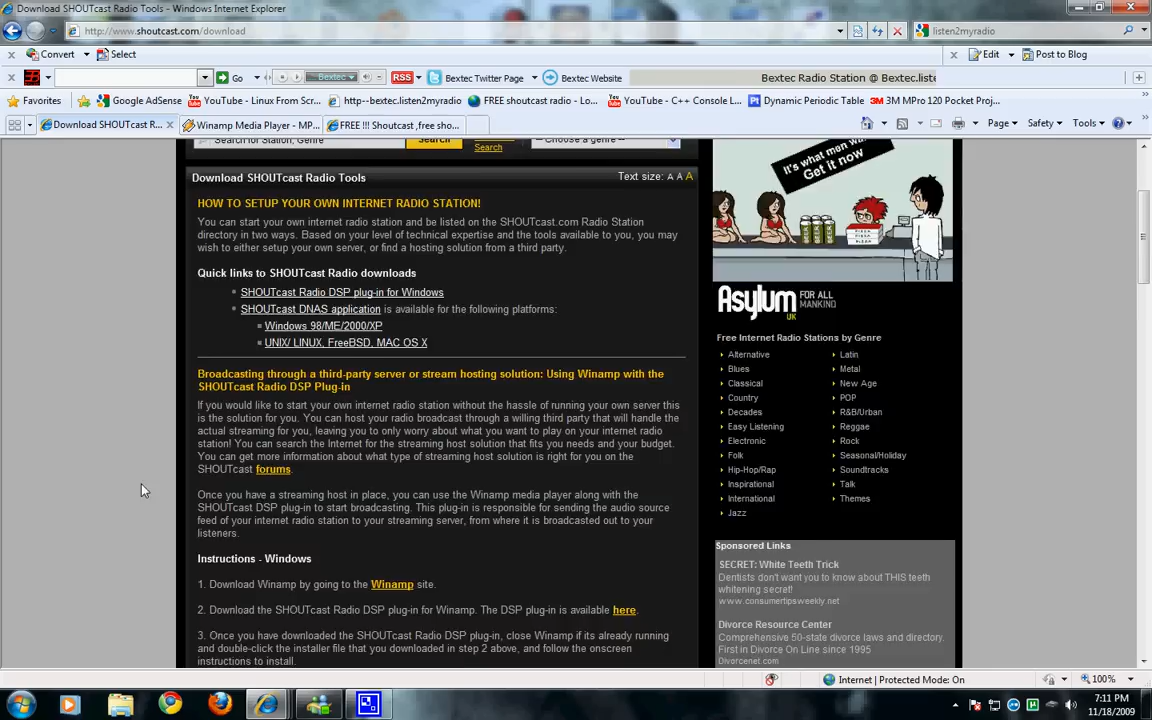 Download SHOUTcast Radio Tools - Windows Internet Explorer
http://www.shoutcast.com/download
listen2myradio
Convert
Select
Edit
Post to Blog
Go
Bextec
RSS
Bextec Twitter Page
Bextec Website
Bextec Radio Station @ Bextec.liste
Favorites
Google AdSense
YouTube - Linux From Scr...
http--bextec.listen2myradio
FREE shoutcast radio - Lo...
YouTube - C++ Console L...
Dynamic Periodic Table
3M MPro 120 Pocket Proj...
Download SHOUTcast R...
Winamp Media Player - MP...
FREE !!! Shoutcast ,free sho...
Page
Safety
Tools
Search for Station, Genre
Search
Search
-- Choose a genre --
Download SHOUTcast Radio Tools
Text size: A A A
HOW TO SETUP YOUR OWN INTERNET RADIO STATION!
You can start your own internet radio station and be listed on the SHOUTcast.com Radio Station
directory in two ways. Based on your level of technical expertise and the tools available to you, you may
wish to either setup your own server, or find a hosting solution from a third party.
Quick links to SHOUTcast Radio downloads
SHOUTcast Radio DSP plug-in for Windows
SHOUTcast DNAS application is available for the following platforms:
Windows 98/ME/2000/XP
UNIX/ LINUX, FreeBSD, MAC OS X
Broadcasting through a third-party server or stream hosting solution: Using Winamp with the
SHOUTcast Radio DSP Plug-in
If you would like to start your own internet radio station without the hassle of running your own server this
is the solution for you. You can host your radio broadcast through a willing third party that will handle the
actual streaming for you, leaving you to only worry about what you want to play on your internet radio
station! You can search the Internet for the streaming host solution that fits you needs and your budget.
You can get more information about what type of streaming host solution is right for you on the
SHOUTcast forums.
Once you have a streaming host in place, you can use the Winamp media player along with the
SHOUTcast DSP plug-in to start broadcasting. This plug-in is responsible for sending the audio source
feed of your internet radio station to your streaming server, from where it is broadcasted out to your
listeners.
Instructions - Windows
1. Download Winamp by going to the Winamp site.
2. Download the SHOUTcast Radio DSP plug-in for Winamp. The DSP plug-in is available here.
3. Once you have downloaded the SHOUTcast Radio DSP plug-in, close Winamp if its already running
and double-click the installer file that you downloaded in step 2 above, and follow the onscreen
instructions to install.
It's what men wa
Get it now
Asylum UK
FOR ALL
MANKIND
Free Internet Radio Stations by Genre
Alternative
Blues
Classical
Country
Decades
Easy Listening
Electronic
Folk
Hip-Hop/Rap
Inspirational
International
Jazz
Latin
Metal
New Age
POP
R&B/Urban
Reggae
Rock
Seasonal/Holiday
Soundtracks
Talk
Themes
Sponsored Links
SECRET: White Teeth Trick
Dentists don't want you to know about THIS teeth
whitening secret!
www.consumertipsweekly.net
Divorce Resource Center
Comprehensive 50-state divorce laws and directory.
First in Divorce On Line since 1995
Divorcenet.com
Internet | Protected Mode: On
100%
7:11 PM
11/18/2009